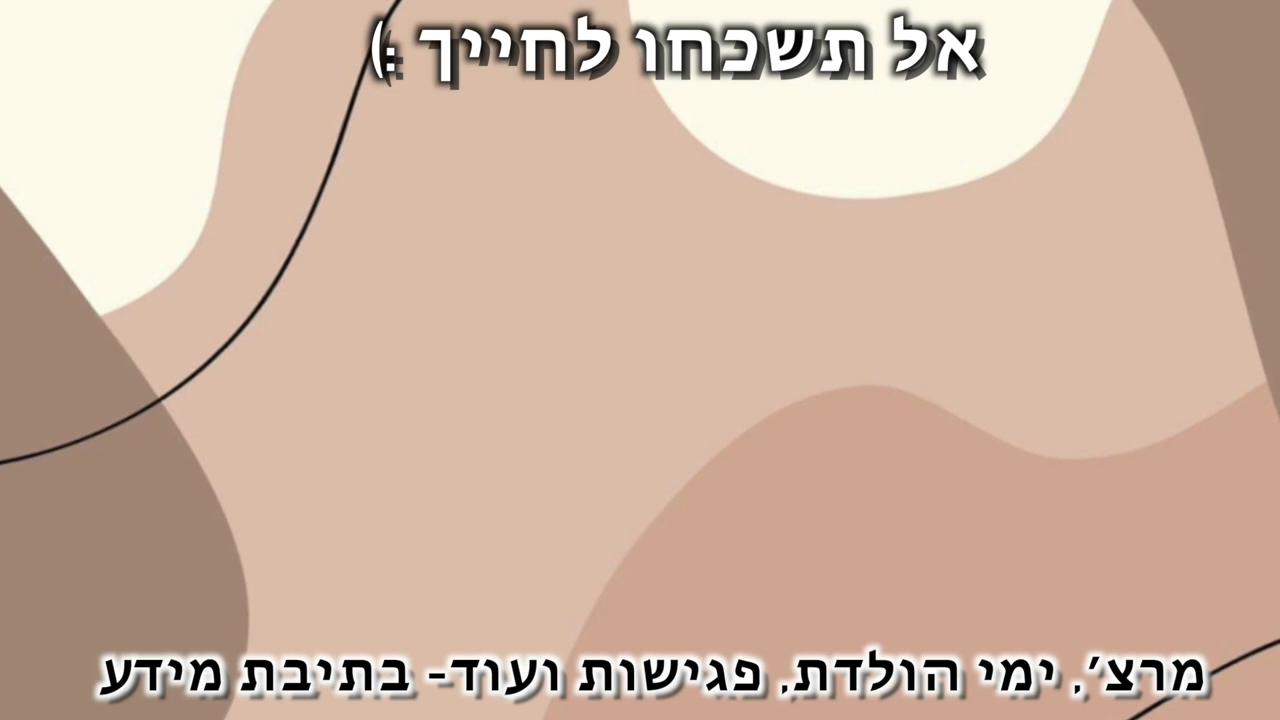 אל תשכחו לחייך :)
מרצ', ימי הולדת, פגישות ועוד- בתיבת מידע